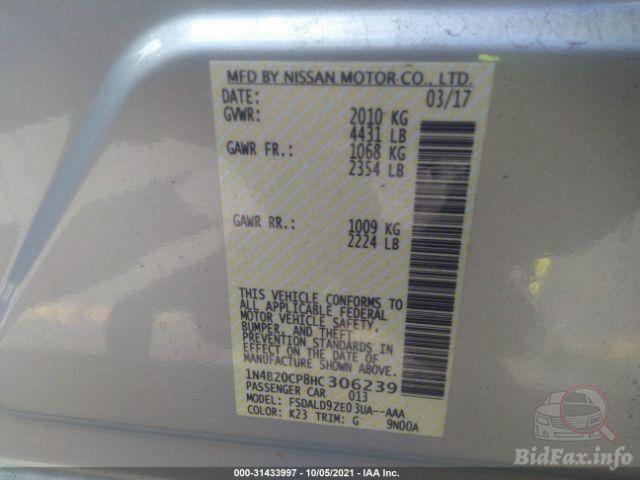 MFD BY NISSAN MOTOR CO., LTD.
DATE: 03/17
GVWR: 2010 KG
4431 LB
GAWR FR.: 1068 KG
2354 LB
GAWR RR.: 1009 KG
2224 LB
THIS VEHICLE CONFORMS TO
ALL APPLICABLE FEDERAL
MOTOR VEHICLE SAFETY,
BUMPER, AND THEFT
PREVENTION STANDARDS IN
EFFECT ON THE DATE OF
MANUFACTURE SHOWN ABOVE.
1N4BZ0CP8HC 306239
PASSENGER CAR 013
MODEL: FSDALD9ZE03UA--AAA
COLOR: K23 TRIM: G 9N00A
000-31433997 - 10/05/2021 - IAA Inc.
BidFax.info